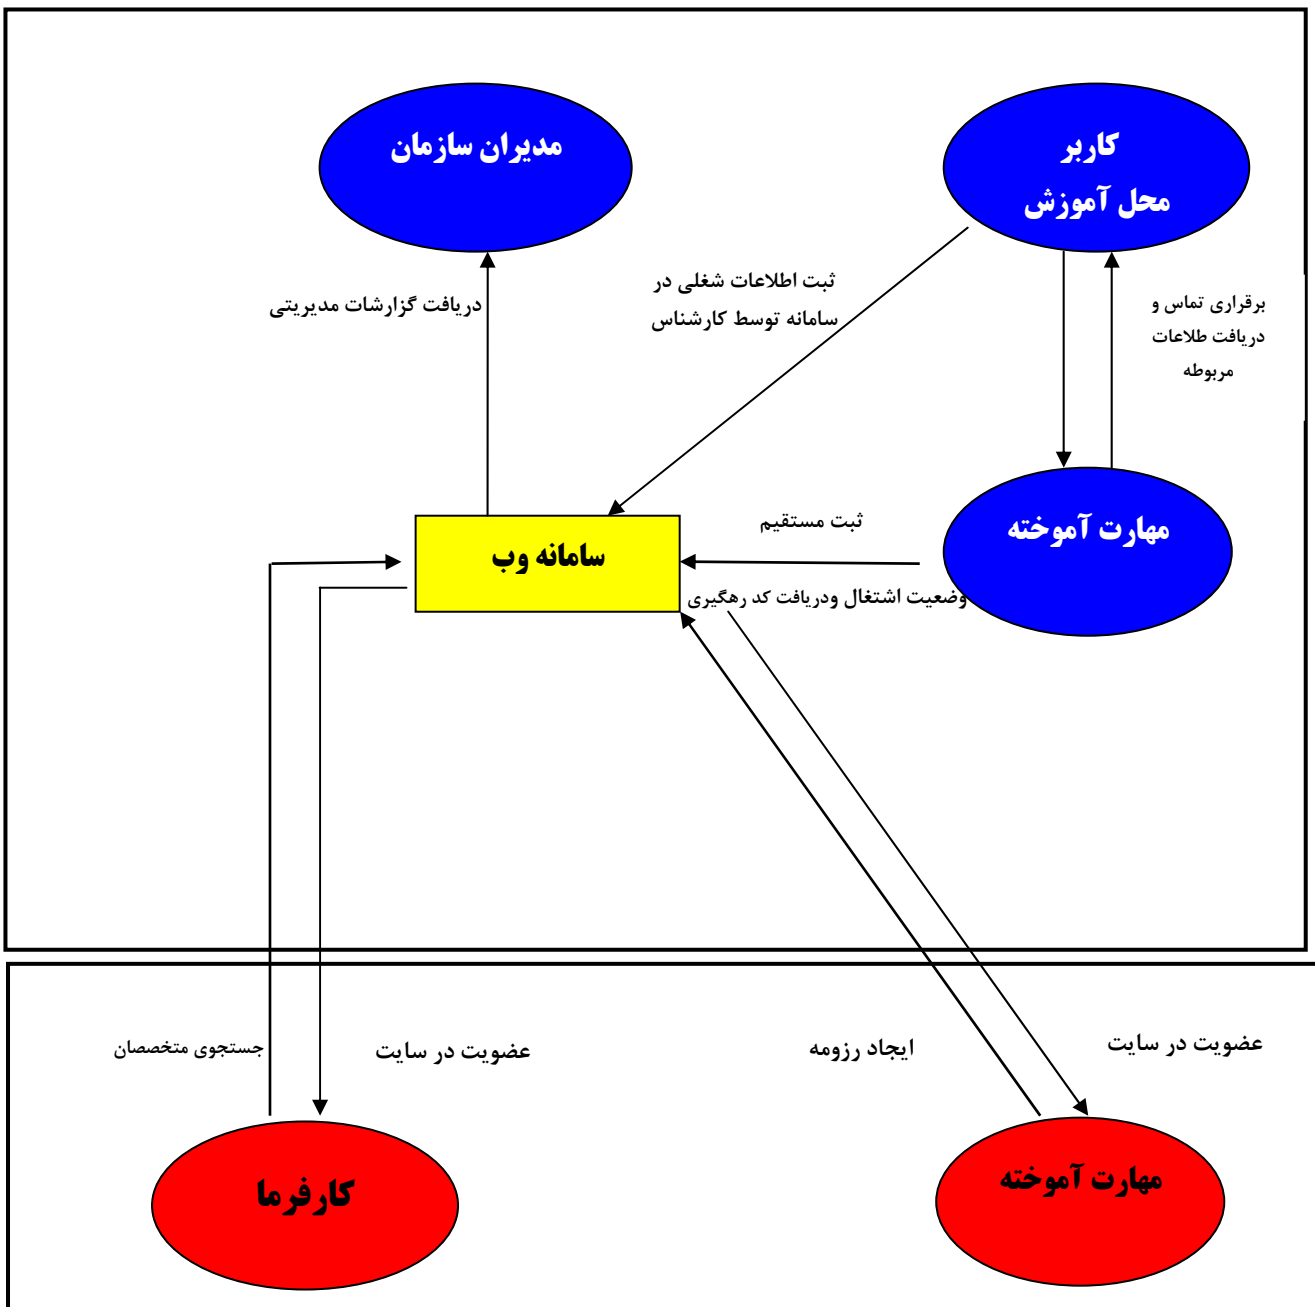 کاربر
محل آموزش
مدیران سازمان
ثبت اطلاعات شغلی در
سامانه توسط کارشناس
دریافت گزارشات مدیریتی
برقراری تماس و
دریافت طلاعات
مربوطه
مهارت آموخته
ثبت مستقیم
سامانه وب
وضعیت اشتغال ودریافت کد رهگیری
عضویت در سایت
ایجاد رزومه
عضویت در سایت
جستجوی متخصصان
مهارت آموخته
کارفرما